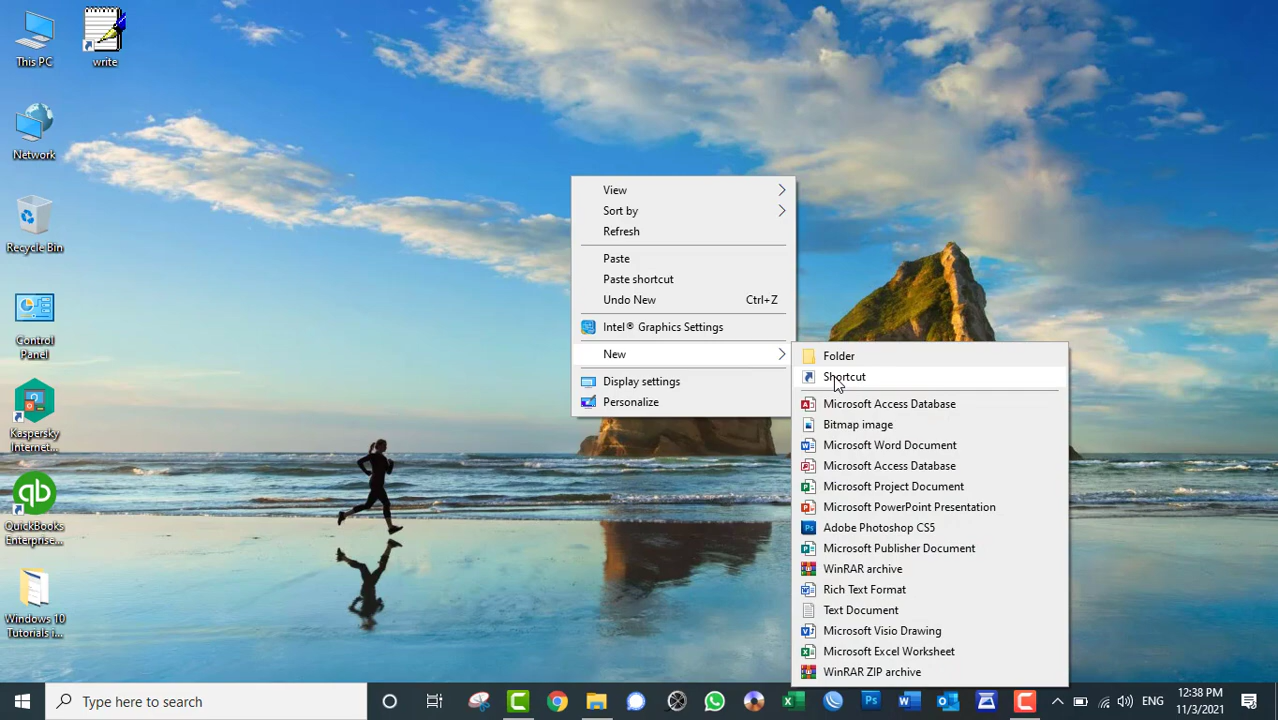 This PC
write
Network
Recycle Bin
Control
Panel
Kaspersky
Internet...
qb
QuickBooks
Enterprise...
Windows 10
Tutorials i...
View
Sort by
Refresh
Paste
Paste shortcut
Undo New Ctrl+Z
Intel® Graphics Settings
New
Display settings
Personalize
Folder
Shortcut
Microsoft Access Database
Bitmap image
Microsoft Word Document
Microsoft Access Database
Microsoft Project Document
Microsoft PowerPoint Presentation
Adobe Photoshop CS5
Microsoft Publisher Document
WinRAR archive
Rich Text Format
Text Document
Microsoft Visio Drawing
Microsoft Excel Worksheet
WinRAR ZIP archive
Type here to search
ENG
12:38 PM
11/3/2021